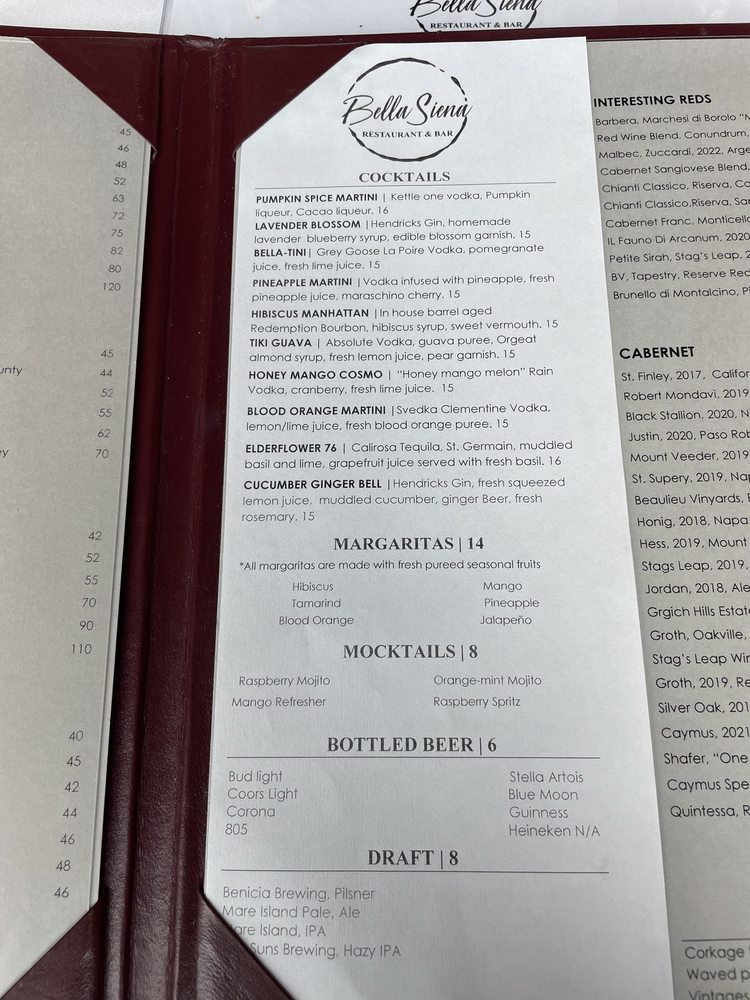 Bella Siena
RESTAURANT & BAR
45
46
48
52
63
72
75
82
80
120
45
44
52
55
62
70
42
52
55
70
90
110
40
45
42
44
46
48
46
Bella Siena
RESTAURANT & BAR
COCKTAILS
PUMPKIN SPICE MARTINI | Kettle one vodka, Pumpkin
liqueur, Cacao liqueur. 16
LAVENDER BLOSSOM |Hendricks Gin, homemade
lavender blueberry syrup, edible blossom garnish. 15
BELLA-TINI| Grey Goose La Poire Vodka, pomegranate
juice, fresh lime juice. 15
PINEAPPLE MARTINI |Vodka infused with pineapple, fresh
pineapple juice, maraschino cherry. 15
HIBISCUS MANHATTAN |In house barrel aged
Redemption Bourbon, hibiscus syrup, sweet vermouth. 15
TIKI GUAVA | Absolute Vodka, guava puree, Orgeat
almond syrup, fresh lemon juice, pear garnish. 15
HONEY MANGO COSMO | “Honey mango melon” Rain
Vodka, cranberry, fresh lime juice. 15
BLOOD ORANGE MARTINI |Svedka Clementine Vodka,
lemon/lime juice, fresh blood orange puree. 15
ELDERFLOWER 76 | Calirosa Tequila, St. Germain, muddled
basil and lime, grapefruit juice served with fresh basil. 16
CUCUMBER GINGER BELL |Hendricks Gin, fresh squeezed
lemon juice, muddled cucumber, ginger Beer, fresh
rosemary. 15
MARGARITAS | 14
*All margaritas are made with fresh pureed seasonal fruits
Hibiscus Mango
Tamarind Pineapple
Blood Orange Jalapeño
MOCKTAILS | 8
Raspberry Mojito Orange-mint Mojito
Mango Refresher Raspberry Spritz
BOTTLED BEER | 6
Bud light Stella Artois
Coors Light Blue Moon
Corona Guinness
805 Heineken N/A
DRAFT | 8
Benicia Brewing, Pilsner
Mare Island Pale, Ale
Island, IPA
Suns Brewing, Hazy IPA
INTERESTING REDS
Barbera, Marchesi di Borolo
Red Wine Blend, Conundrum,
Malbec, Zuccardi, 2022,
Cabernet Sangiovese Blend,
Chianti Classico, Riserva,
Chianti Classico,Riserva,
Cabernet Franc,
IL Fauno Di Arcanum, 2020
Petite Sirah, Stag's Leap,
BV, Tapestry, Reserve
Brunello di Montalcino,
CABERNET
St. Finley, 2017,
Robert Mondavi, 2019
Black Stallion, 2020,
Justin, 2020, Paso
Mount Veeder, 2019
St. Supery, 2019,
Beaulieu Vinyards,
Honig, 2018, Napa
Hess, 2019, Mount
Stags Leap, 2019,
Jordan, 2018,
Grgich Hills
Groth, Oakville,
Stag's Leap
Groth, 2019,
Silver Oak,
Caymus, 2021
Shafer, “One
Caymus
Quintessa,
Corkage
Waved
Vintages